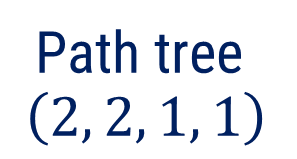 Path tree
(2, 2, 1, 1)